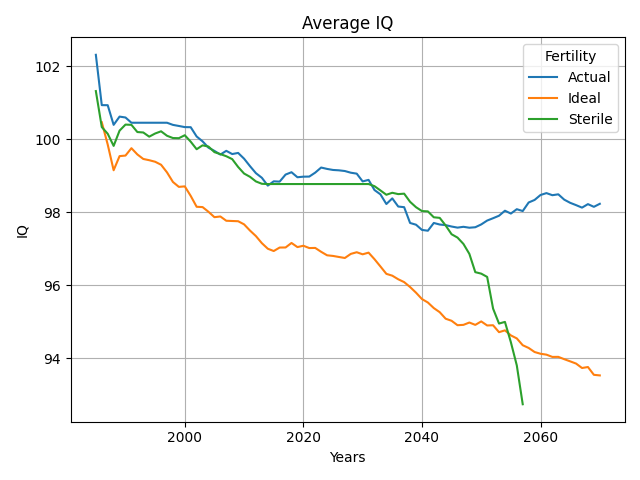 Average IQ
Fertility
Actual
Ideal
Sterile
IQ
102
100
98
96
94
2000
2020
2040
2060
Years